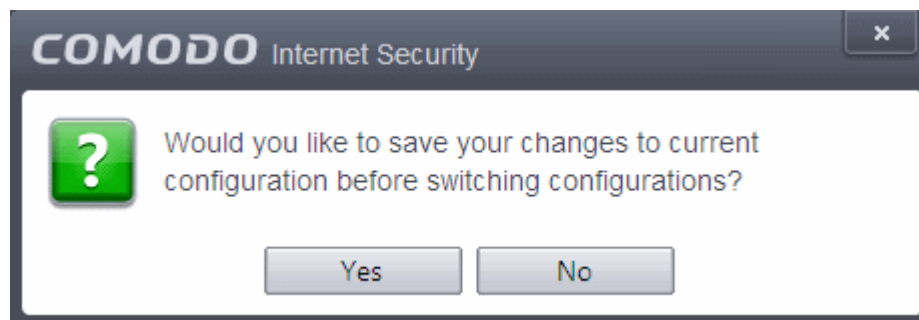 COMODO Internet Security
Would you like to save your changes to current
configuration before switching configurations?
Yes No